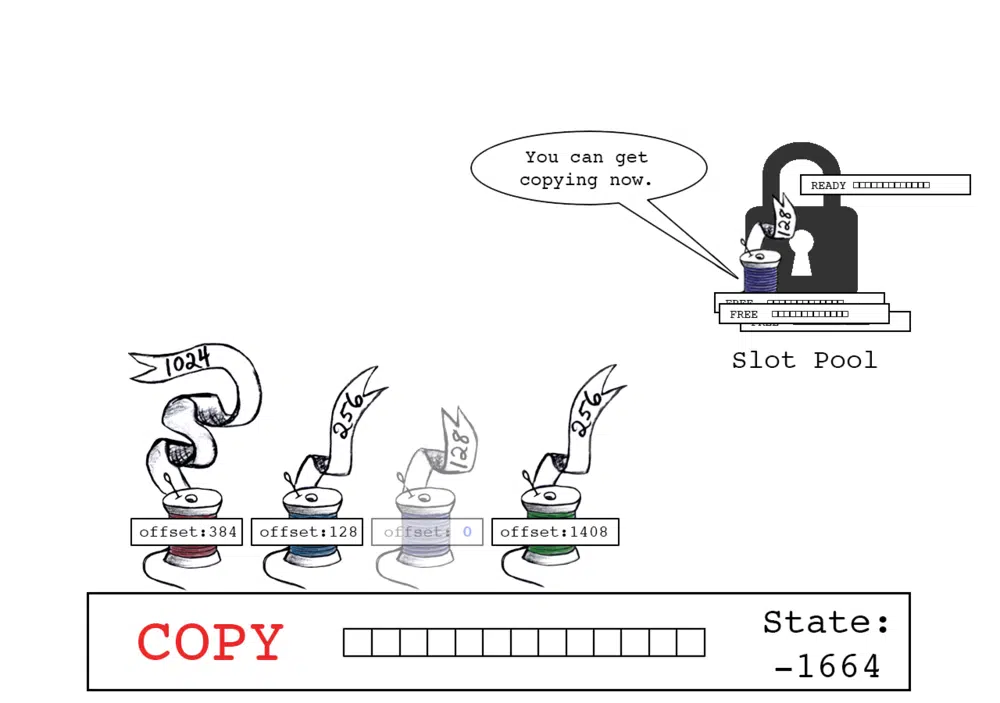 You can get
copying now.
READY
128
FREE
FREE
Slot Pool
1024
256
128
256
offset:384
offset:128
offset: 0
offset:1408
COPY
State:
-1664